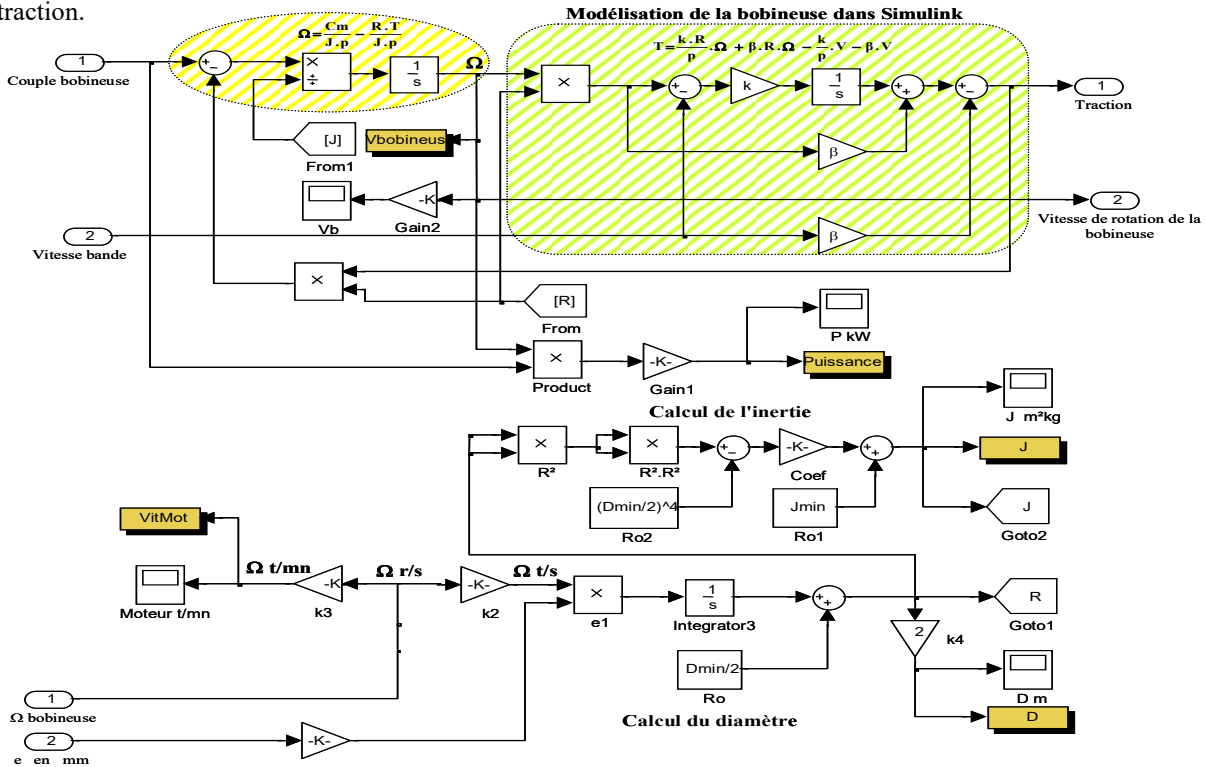 traction.
Modélisation de la bobineuse dans Simulink
Ω=Cm/J.p-R.T/J.p
T=k.R/p.Ω+β.R.Ω-k/p.V-β.V
1
Couple bobineuse
+
−
×
÷
1
s
Ω
×
+
−
k
1
s
+
+
+
−
1
Traction
[J]
From1
Vbobineus
β
Vb
-K
Gain2
2
Vitesse de rotation de la
bobineuse
2
Vitesse bande
β
×
[R]
From
P kW
×
Product
-K-
Gain1
Puissance
Calcul de l'inertie
J m²kg
×
R²
×
R².R²
+
−
-K-
Coef
+
+
J
(Dmin/2)^4
Ro2
Jmin
Ro1
J
Goto2
VitMot
Ω t/mn
Ω r/s
Ω t/s
Moteur t/mn
-K
k3
-K-
k2
×
e1
1
s
Integrator3
+
+
R
Goto1
2
k4
Dmin/2
Ro
D m
1
Ω bobineuse
Calcul du diamètre
D
2
e en mm
-K-